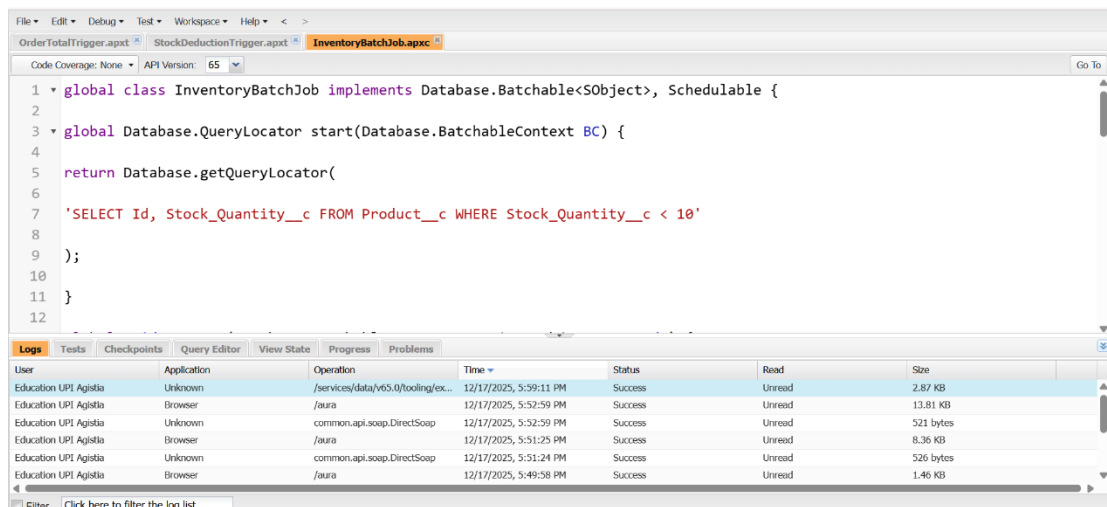 File Edit Debug Test Workspace Help < >
OrderTotalTrigger.apxt StockDeductionTrigger.apxt InventoryBatchJob.apxc
Code Coverage: None API Version: 65 Go To
1 global class InventoryBatchJob implements Database.Batchable<SObject>, Schedulable {
2
3 global Database.QueryLocator start(Database.BatchableContext BC) {
4
5 return Database.getQueryLocator(
6
7 'SELECT Id, Stock_Quantity__c FROM Product__c WHERE Stock_Quantity__c < 10'
8
9 );
10
11 }
12
Logs Tests Checkpoints Query Editor View State Progress Problems
User Application Operation Time Status Read Size
Education UPI Agistia Unknown /services/data/v65.0/tooling/ex... 12/17/2025, 5:59:11 PM Success Unread 2.87 KB
Education UPI Agistia Browser /aura 12/17/2025, 5:52:59 PM Success Unread 13.81 KB
Education UPI Agistia Unknown common.api.soap.DirectSoap 12/17/2025, 5:52:59 PM Success Unread 521 bytes
Education UPI Agistia Browser /aura 12/17/2025, 5:51:25 PM Success Unread 8.36 KB
Education UPI Agistia Unknown common.api.soap.DirectSoap 12/17/2025, 5:51:24 PM Success Unread 526 bytes
Education UPI Agistia Browser /aura 12/17/2025, 5:49:58 PM Success Unread 1.46 KB
Filter Click here to filter the log list